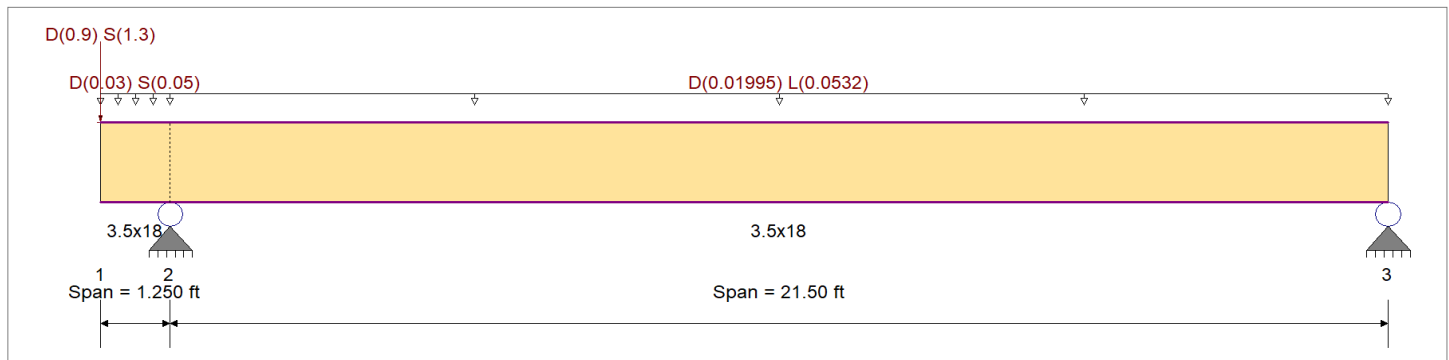 D(0.9) S(1.3)
D(0.03) S(0.05) D(0.01995) L(0.0532)
3.5x18 3.5x18
1 2 3
Span = 1.250 ft Span = 21.50 ft